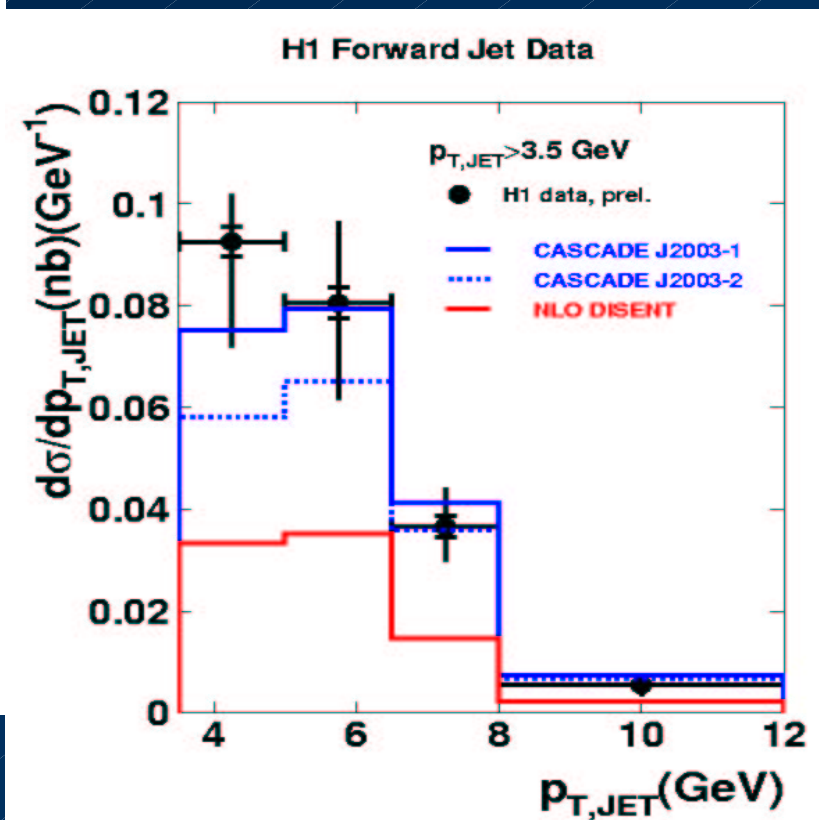 H1 Forward Jet Data
dσ/dp_T,JET(nb)(GeV^-1)
0.12
0.1
0.08
0.06
0.04
0.02
0
p_T,JET>3.5 GeV
H1 data, prel.
CASCADE J2003-1
CASCADE J2003-2
NLO DISENT
4 6 8 10 12
p_T,JET(GeV)